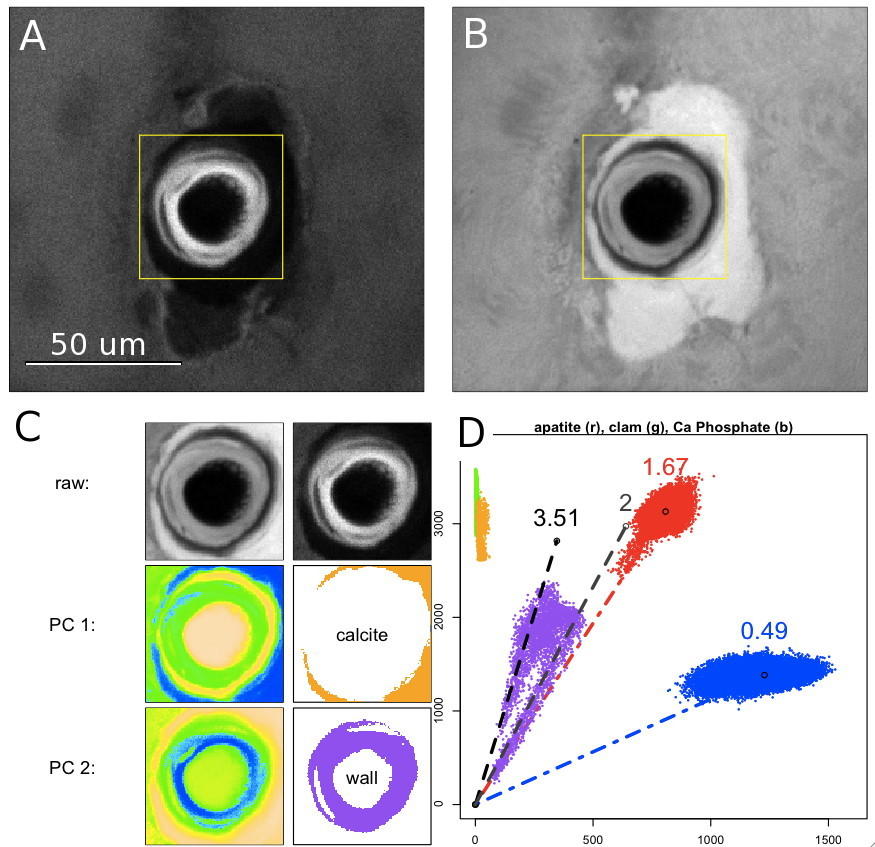 A
B
50 um
C
raw:
PC 1:
calcite
PC 2:
wall
D
apatite (r), clam (g), Ca Phosphate (b)
1.67
2
3.51
0.49
3000
2000
1000
0
0
500
1000
1500